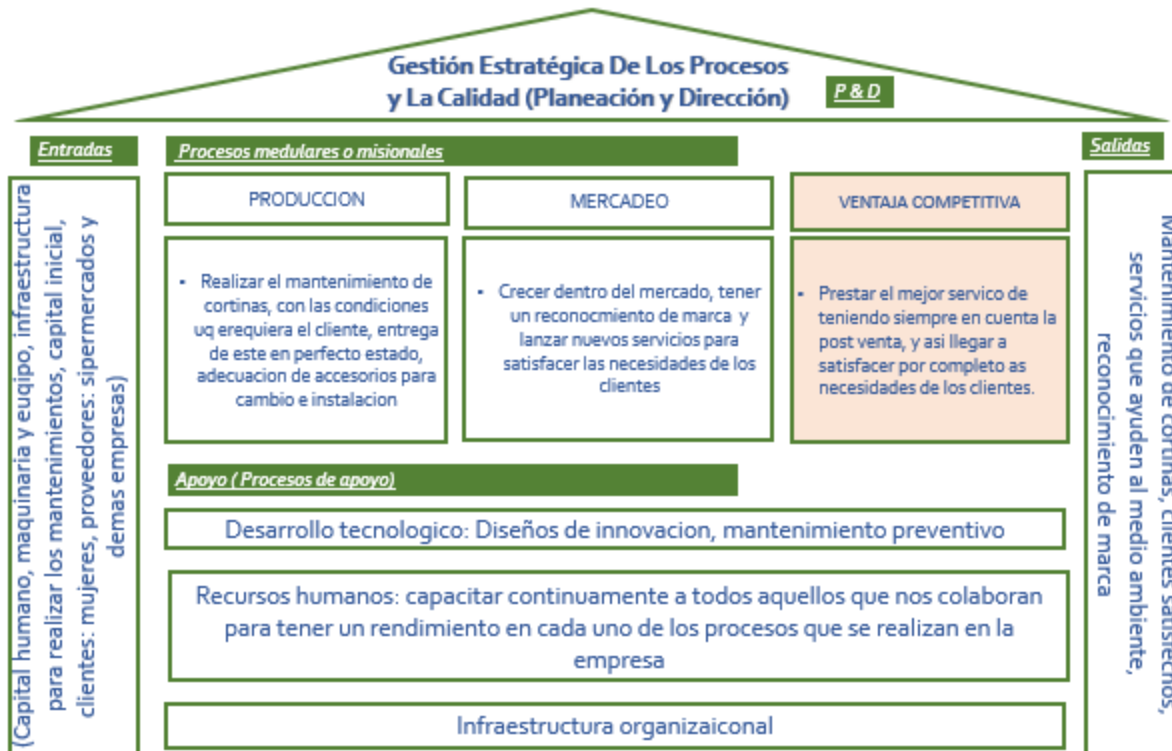 Gestión Estratégica De Los Procesos
y La Calidad (Planeación y Dirección)
P & D
Entradas
(Capital humano, maquinaria y euqipo, infraestructura
para realizar los mantenimientos, capital inicial,
clientes: mujeres, proveedores: sipermercados y
demas empresas)
Procesos medulares o misionales
PRODUCCION
• Realizar el mantenimiento de
cortinas, con las condiciones
uq erequiera el cliente, entrega
de este en perfecto estado,
adecuacion de accesorios para
cambio e instalacion
MERCADEO
• Crecer dentro del mercado, tener
un reconocmiento de marca y
lanzar nuevos servicios para
satisfacer las necesidades de los
clientes
VENTAJA COMPETITIVA
• Prestar el mejor servico de
teniendo siempre en cuenta la
post venta, y asi llegar a
satisfacer por completo as
necesidades de los clientes.
Apoyo ( Procesos de apoyo)
Desarrollo tecnologico: Diseños de innovacion, mantenimiento preventivo
Recursos humanos: capacitar continuamente a todos aquellos que nos colaboran
para tener un rendimiento en cada uno de los procesos que se realizan en la
empresa
Infraestructura organizaiconal
Salidas
Mantenimiento de cortinas, clientes satisfechos,
servicios que ayuden al medio ambiente,
reconocimiento de marca